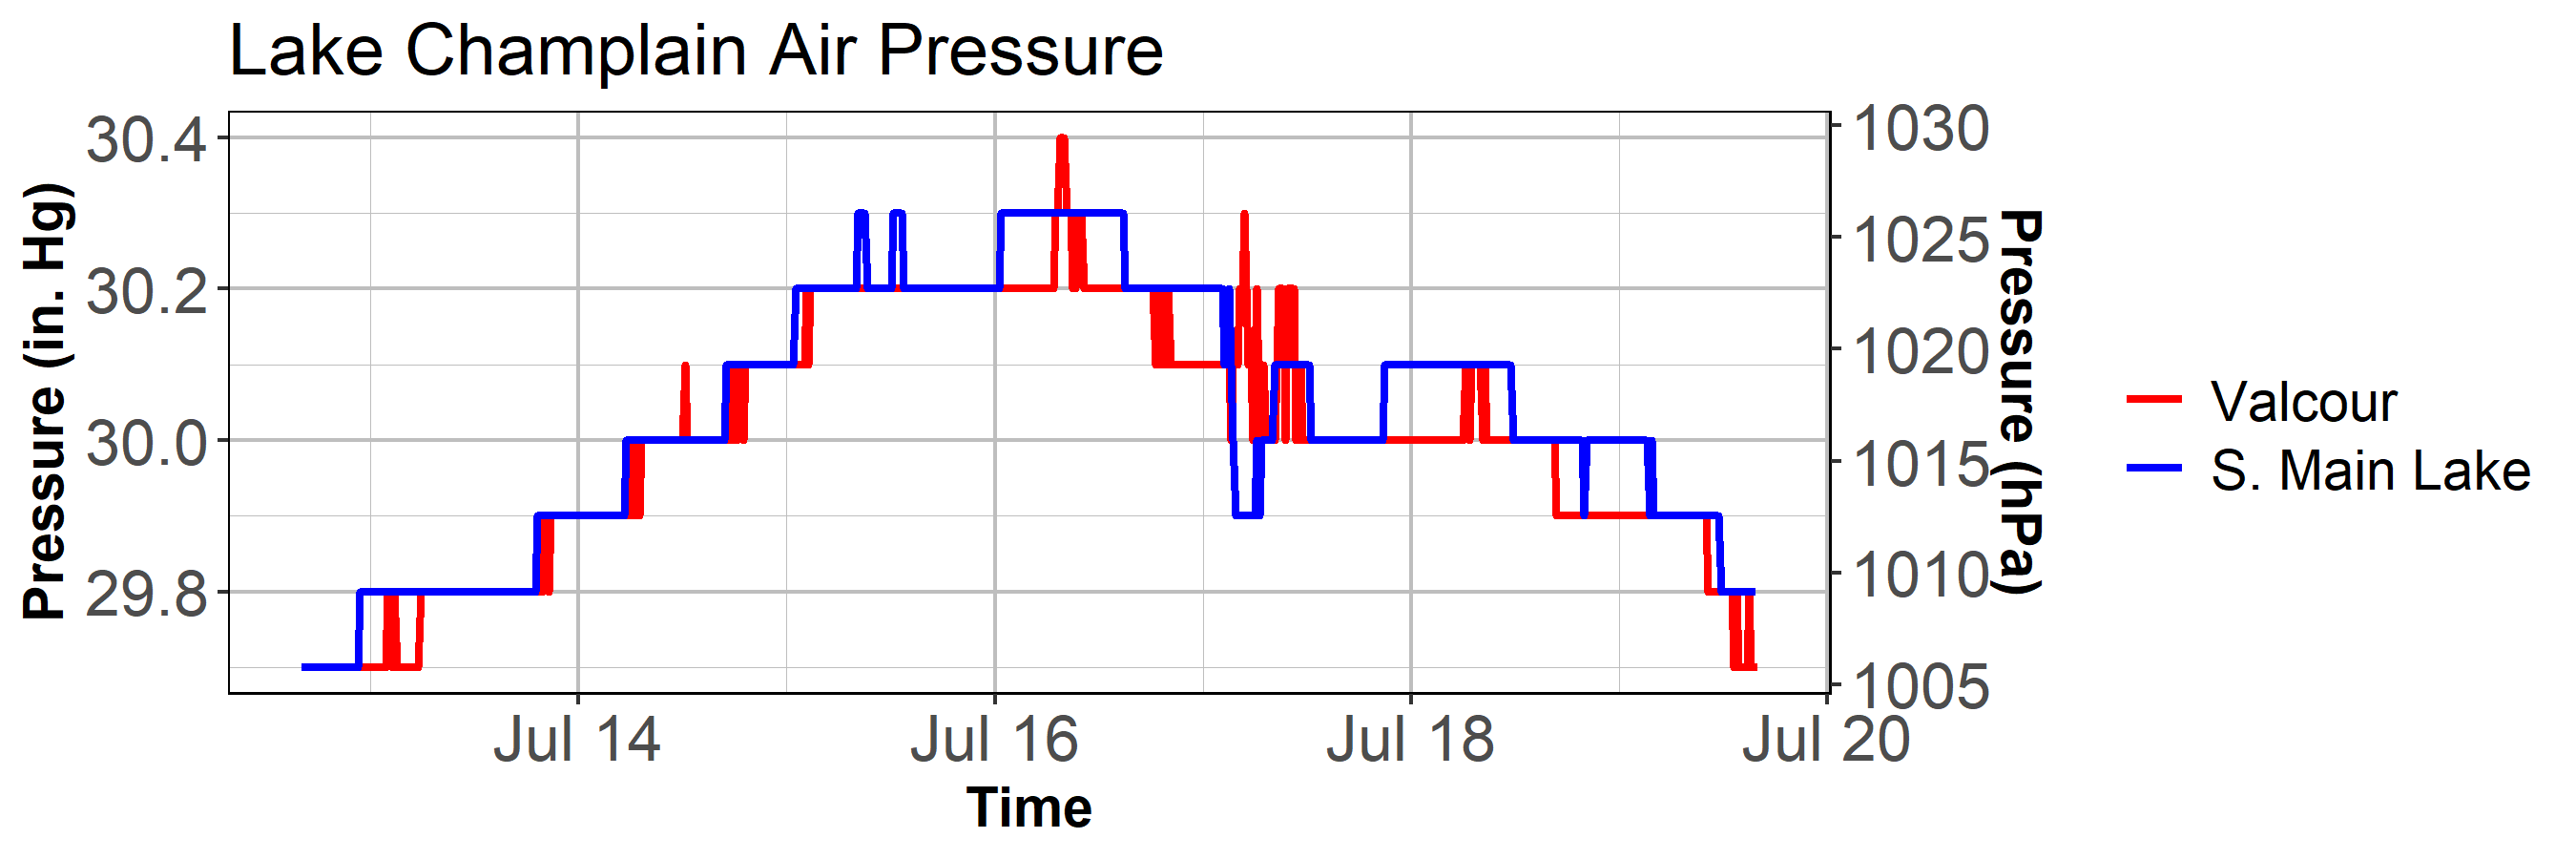 Lake Champlain Air Pressure
Pressure (in. Hg)
30.4
30.2
30.0
29.8
1030
1025
1020
1015
1010
1005
Pressure (hPa)
Jul 14
Jul 16
Jul 18
Jul 20
Time
Valcour
S. Main Lake